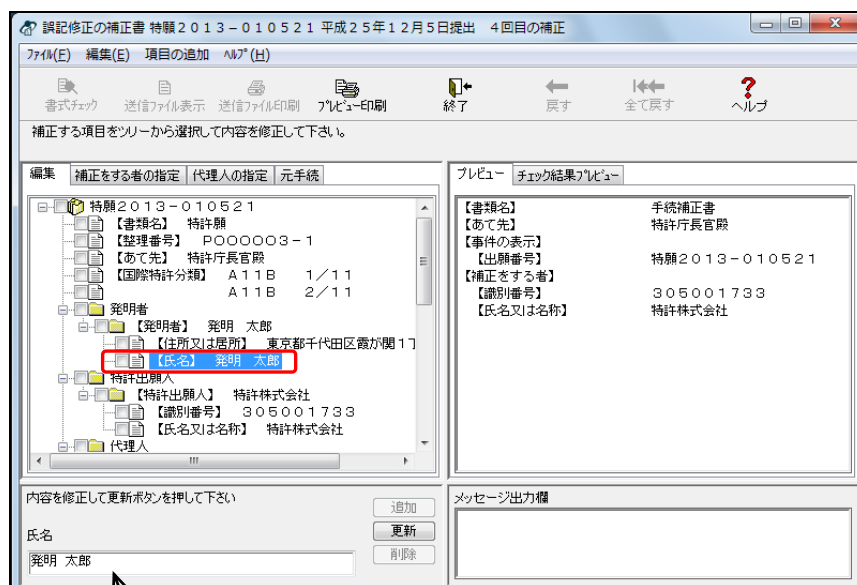 誤記修正の補正書 特願２０１３－０１０５２１ 平成２５年１２月５日提出　４回目の補正
ﾌｧｲﾙ(F)　編集(E)　項目の追加　ﾍﾙﾌﾟ(H)
書式ﾁｪｯｸ　送信ﾌｧｲﾙ表示　送信ﾌｧｲﾙ印刷　ﾌﾟﾚﾋﾞｭｰ印刷　終了　戻す　全て戻す　ヘルプ
補正する項目をツリーから選択して内容を修正して下さい。
編集　補正をする者の指定　代理人の指定　元手続
特願２０１３－０１０５２１
【書類名】　特許願
【整理番号】　Ｐ０００００３－１
【あて先】　特許庁長官殿
【国際特許分類】　Ａ１１Ｂ　　１／１１
Ａ１１Ｂ　　２／１１
発明者
【発明者】　発明　太郎
【住所又は居所】　東京都千代田区霞が関１丁
【氏名】　発明　太郎
特許出願人
【特許出願人】　特許株式会社
【識別番号】　３０５００１７３３
【氏名又は名称】　特許株式会社
代理人
プレビュー　ﾁｪｯｸ結果ﾌﾟﾚﾋﾞｭｰ
【書類名】　手続補正書
【あて先】　特許庁長官殿
【事件の表示】
【出願番号】　特願２０１３－０１０５２１
【補正をする者】
【識別番号】　３０５００１７３３
【氏名又は名称】　特許株式会社
内容を修正して更新ボタンを押して下さい
追加
氏名
更新
発明　太郎
削除
メッセージ出力欄